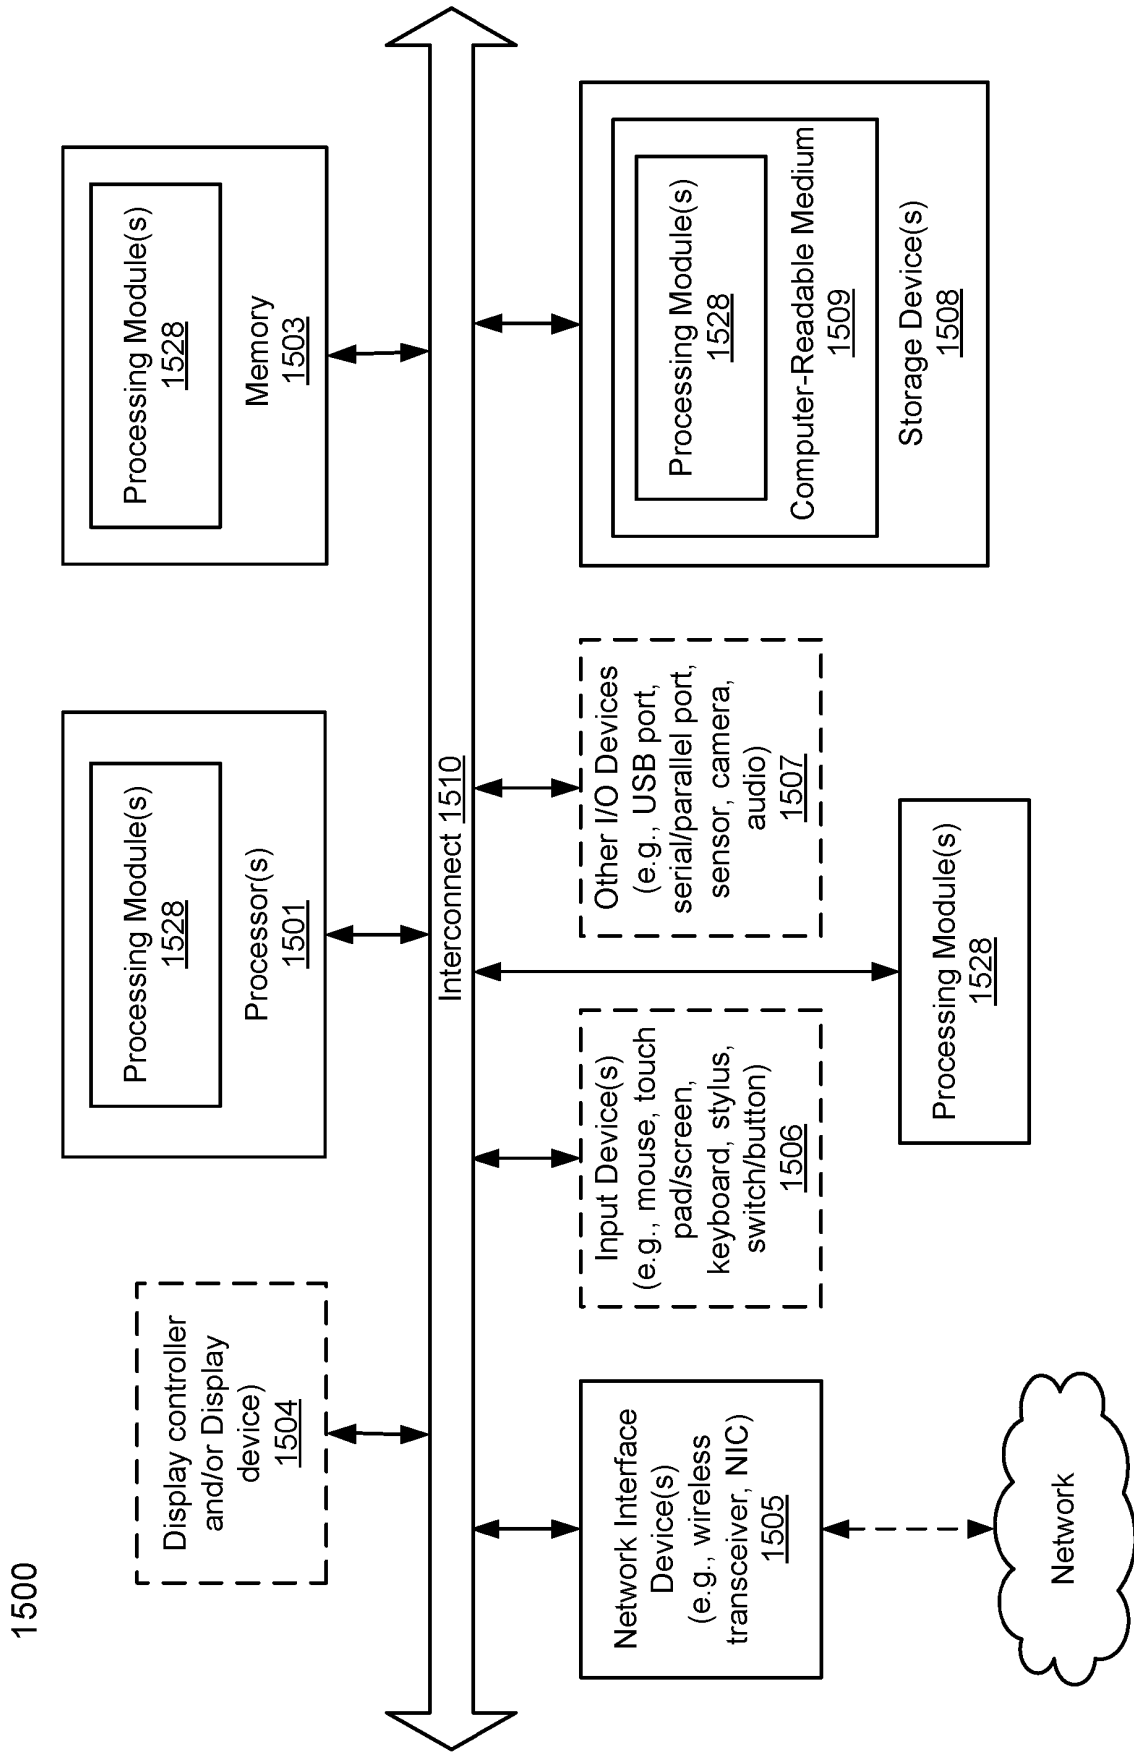 1500
Display controller
and/or Display
device)
1504
Processing Module(s)
1528
Processor(s)
1501
Processing Module(s)
1528
Memory
1503
Interconnect 1510
Network Interface
Device(s)
(e.g., wireless
transceiver, NIC)
1505
Input Device(s)
(e.g., mouse, touch
pad/screen,
keyboard, stylus,
switch/button)
1506
Other I/O Devices
(e.g., USB port,
serial/parallel port,
sensor, camera,
audio)
1507
Processing Module(s)
1528
Computer-Readable Medium
1509
Storage Device(s)
1508
Processing Module(s)
1528
Network